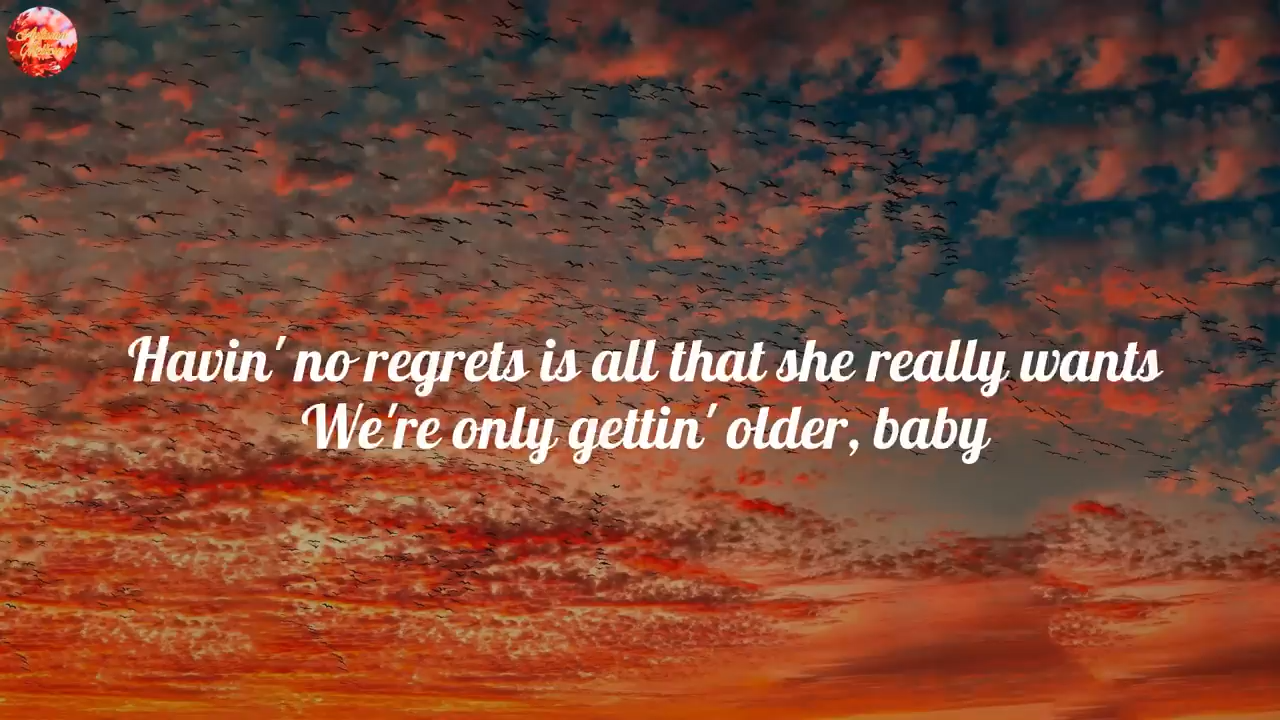 Havin' no regrets is all that she really wants
We're only gettin' older, baby